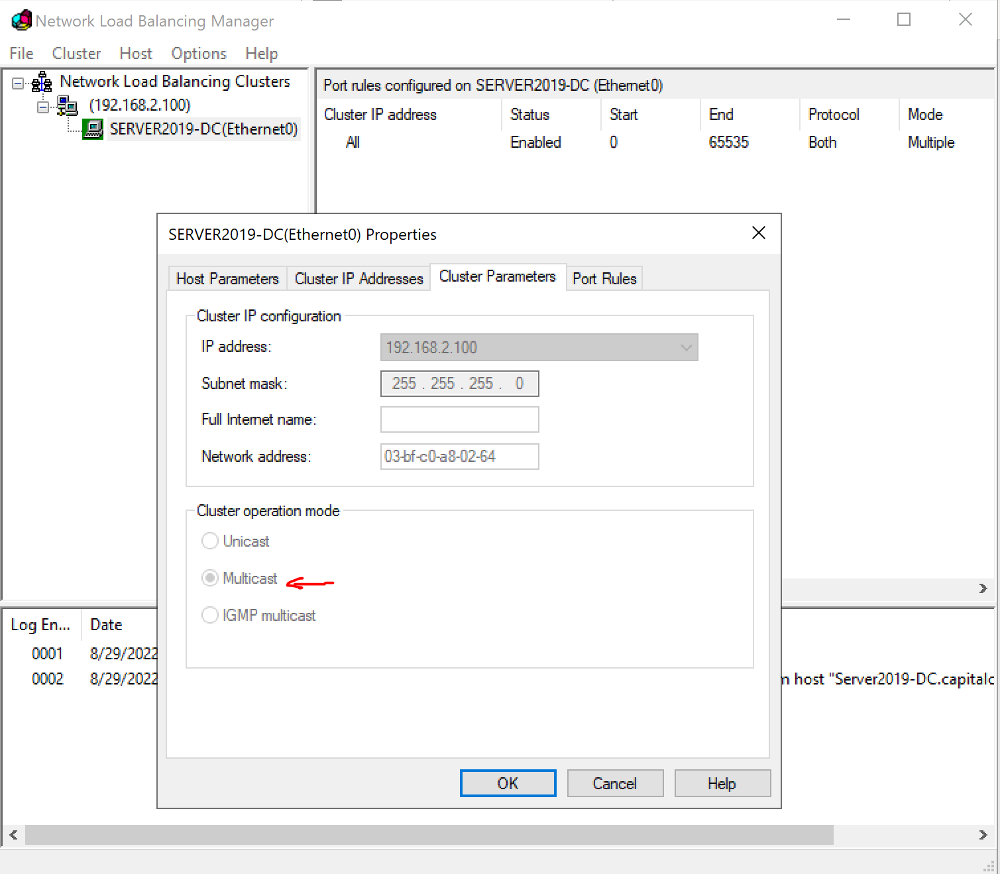 Network Load Balancing Manager
File Cluster Host Options Help
Network Load Balancing Clusters
(192.168.2.100)
SERVER2019-DC(Ethernet0)
Port rules configured on SERVER2019-DC (Ethernet0)
Cluster IP address Status Start End Protocol Mode
All Enabled 0 65535 Both Multiple
SERVER2019-DC(Ethernet0) Properties
Host Parameters Cluster IP Addresses Cluster Parameters Port Rules
Cluster IP configuration
IP address: 192.168.2.100
Subnet mask: 255 . 255 . 255 . 0
Full Internet name:
Network address: 03-bf-c0-a8-02-64
Cluster operation mode
Unicast
Multicast
IGMP multicast
OK Cancel Help
Log En... Date
0001 8/29/2022
0002 8/29/2022 host "Server2019-DC.capitalc